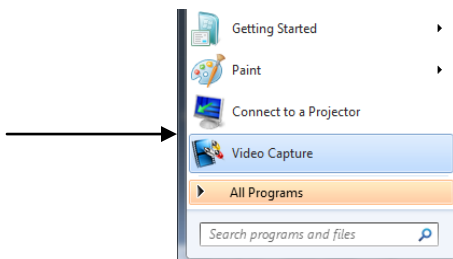 Getting Started
Paint
Connect to a Projector
Video Capture
All Programs
Search programs and files